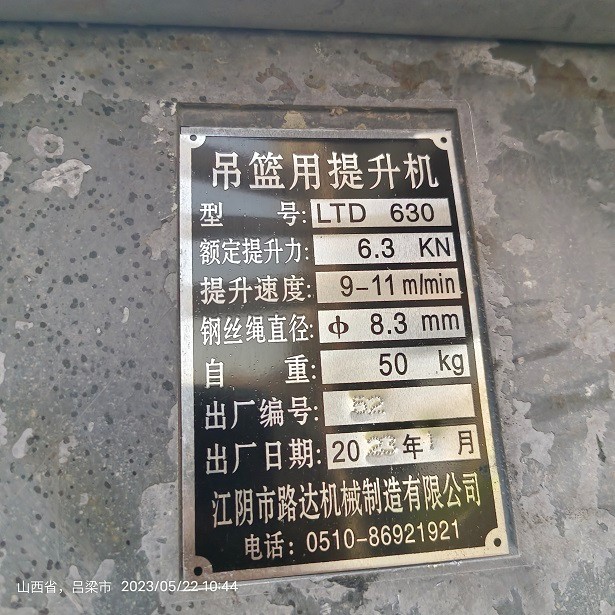 吊篮用提升机
型 号: LTD 630
额定提升力: 6.3 KN
提升速度: 9-11 m/min
钢丝绳直径: φ 8.3 mm
自 重: 50 kg
出厂编号:
出厂日期: 20 年 月
江阴市路达机械制造有限公司
电话: 0510-86921921
山西省, 吕梁市 2023/05/22 10:44